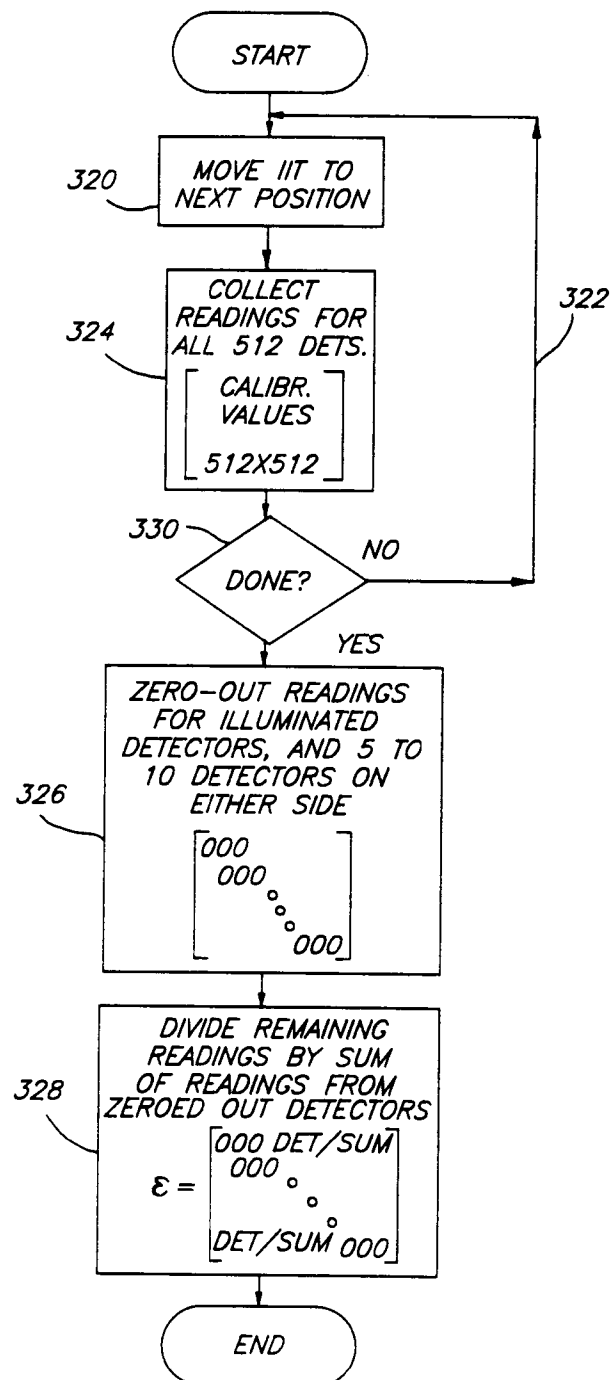 START
320
MOVE IIT TO
NEXT POSITION
322
324
COLLECT
READINGS FOR
ALL 512 DETS.
CALIBR.
VALUES
512X512
330
DONE?
NO
YES
326
ZERO-OUT READINGS
FOR ILLUMINATED
DETECTORS, AND 5 TO
10 DETECTORS ON
EITHER SIDE
000
000
000
328
DIVIDE REMAINING
READINGS BY SUM
OF READINGS FROM
ZEROED OUT DETECTORS
000 DET/SUM
000
ε =
DET/SUM 000
END